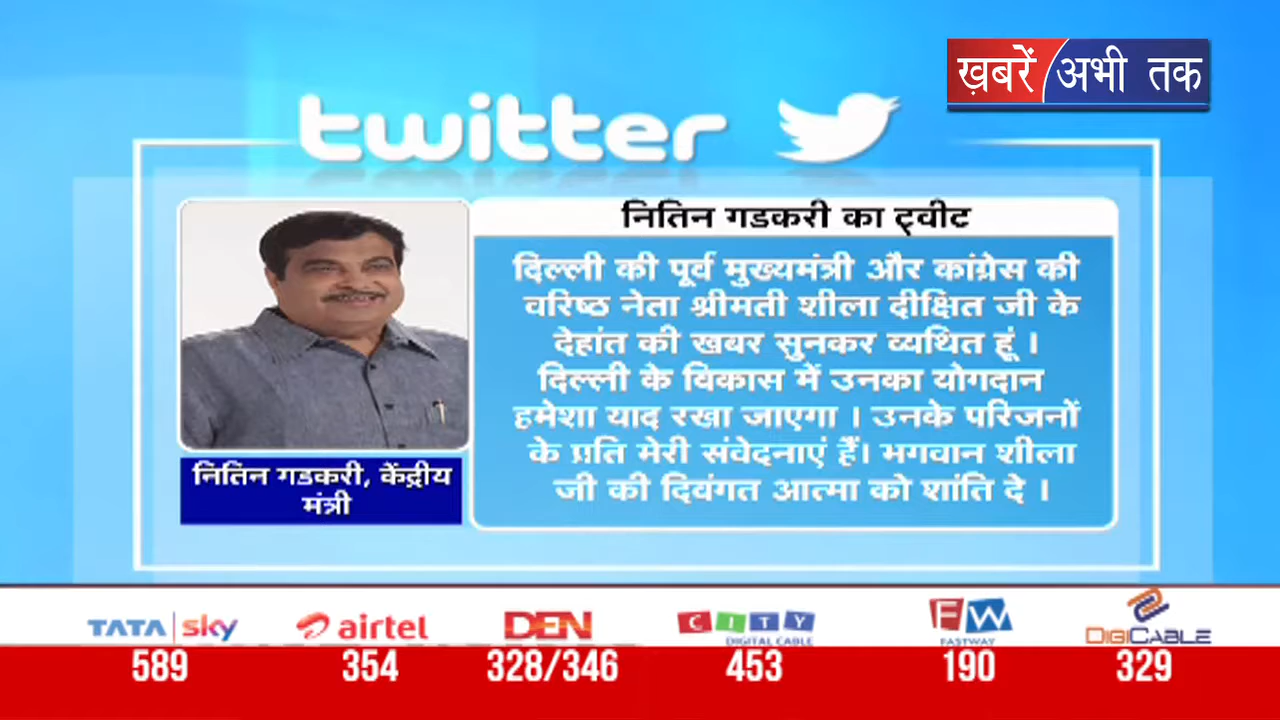 ख़बरें अभी तक
twitter
नितिन गडकरी का ट्वीट
दिल्ली की पूर्व मुख्यमंत्री और कांग्रेस की
वरिष्ठ नेता श्रीमती शीला दीक्षित जी के
देहांत की खबर सुनकर व्यथित हूं ।
दिल्ली के विकास में उनका योगदान
हमेशा याद रखा जाएगा । उनके परिजनों
के प्रति मेरी संवेदनाएं हैं। भगवान शीला
जी की दिवंगत आत्मा को शांति दे ।
नितिन गडकरी, केंद्रीय
मंत्री
TATA sky airtel DEN CITY FW DIGICABLE
DIGITAL CABLE FASTWAY
589 354 328/346 453 190 329